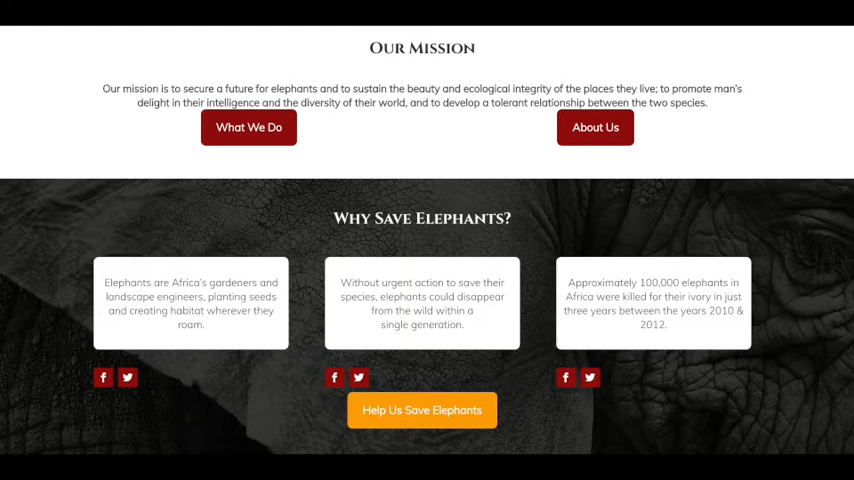 Our Mission
Our mission is to secure a future for elephants and to sustain the beauty and ecological integrity of the places they live; to promote man's
delight in their intelligence and the diversity of their world, and to develop a tolerant relationship between the two species.
What We Do
About Us
Why Save Elephants?
Elephants are Africa's gardeners and
landscape engineers, planting seeds
and creating habitat wherever they
roam.
Without urgent action to save their
species, elephants could disappear
from the wild within a
single generation.
Approximately 100,000 elephants in
Africa were killed for their ivory in just
three years between the years 2010 &
2012.
Help Us Save Elephants